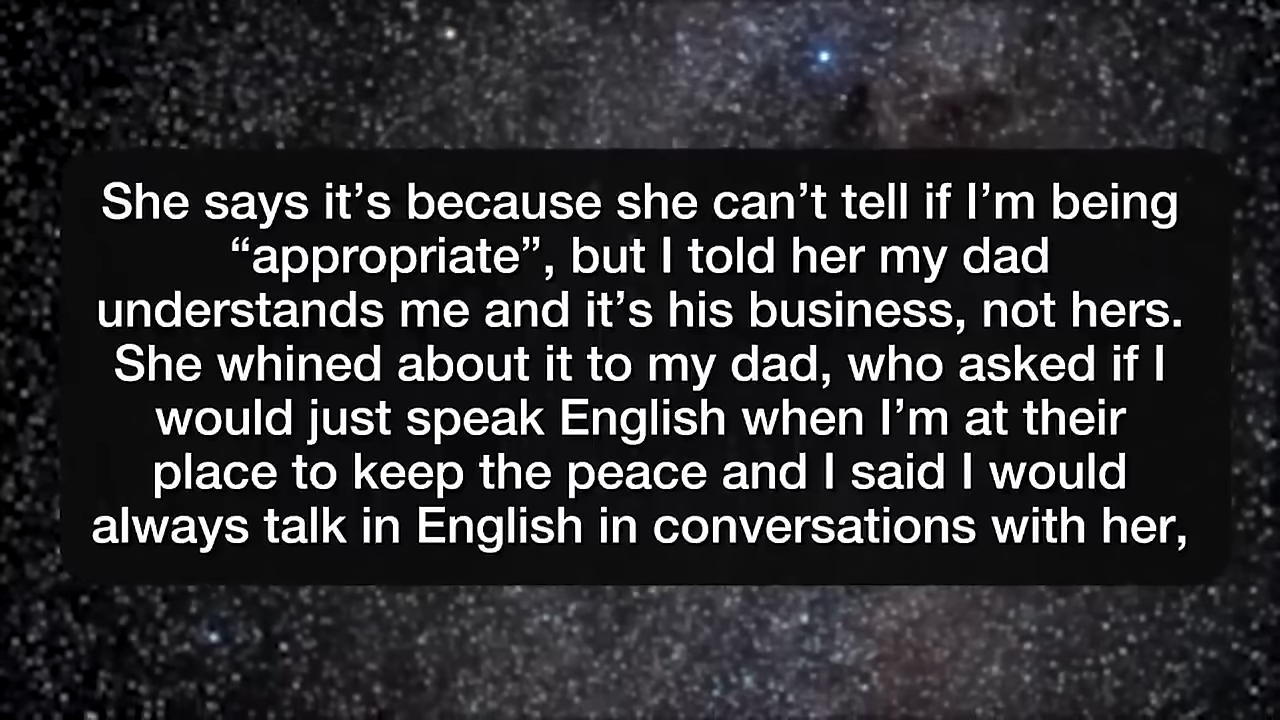 She says it’s because she can’t tell if I’m being
“appropriate”, but I told her my dad
understands me and it’s his business, not hers.
She whined about it to my dad, who asked if I
would just speak English when I’m at their
place to keep the peace and I said I would
always talk in English in conversations with her,